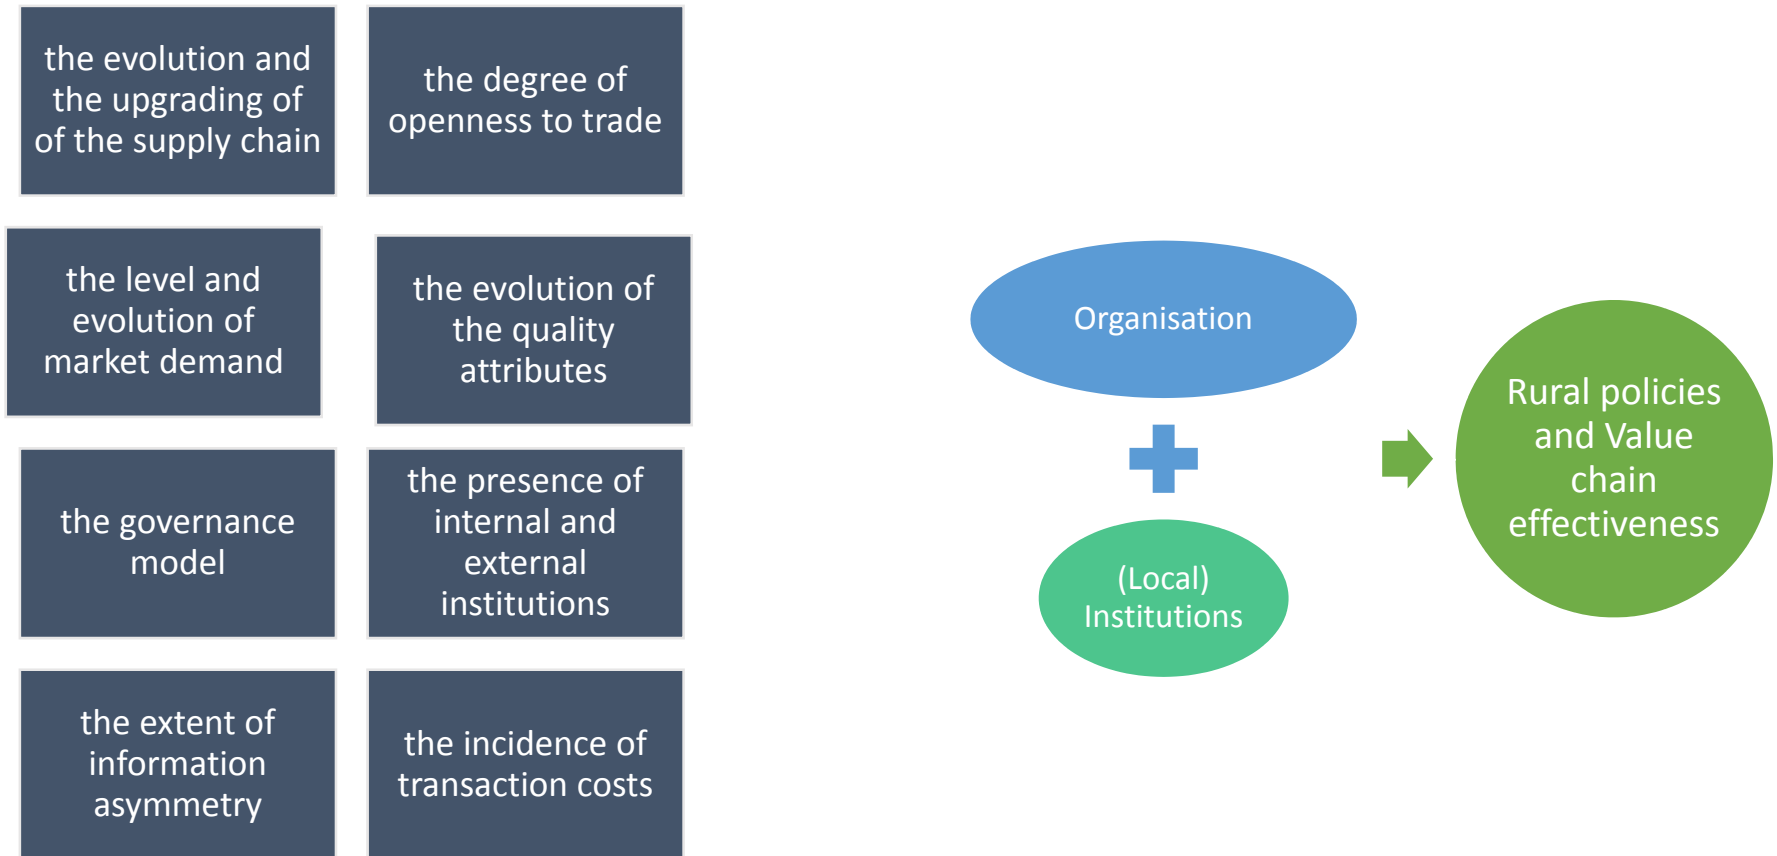 the evolution and
the upgrading of
of the supply chain
the degree of
openness to trade
the level and
evolution of
market demand
the evolution of
the quality
attributes
the governance
model
the presence of
internal and
external
institutions
the extent of
information
asymmetry
the incidence of
transaction costs
Organisation
(Local)
Institutions
Rural policies
and Value
chain
effectiveness